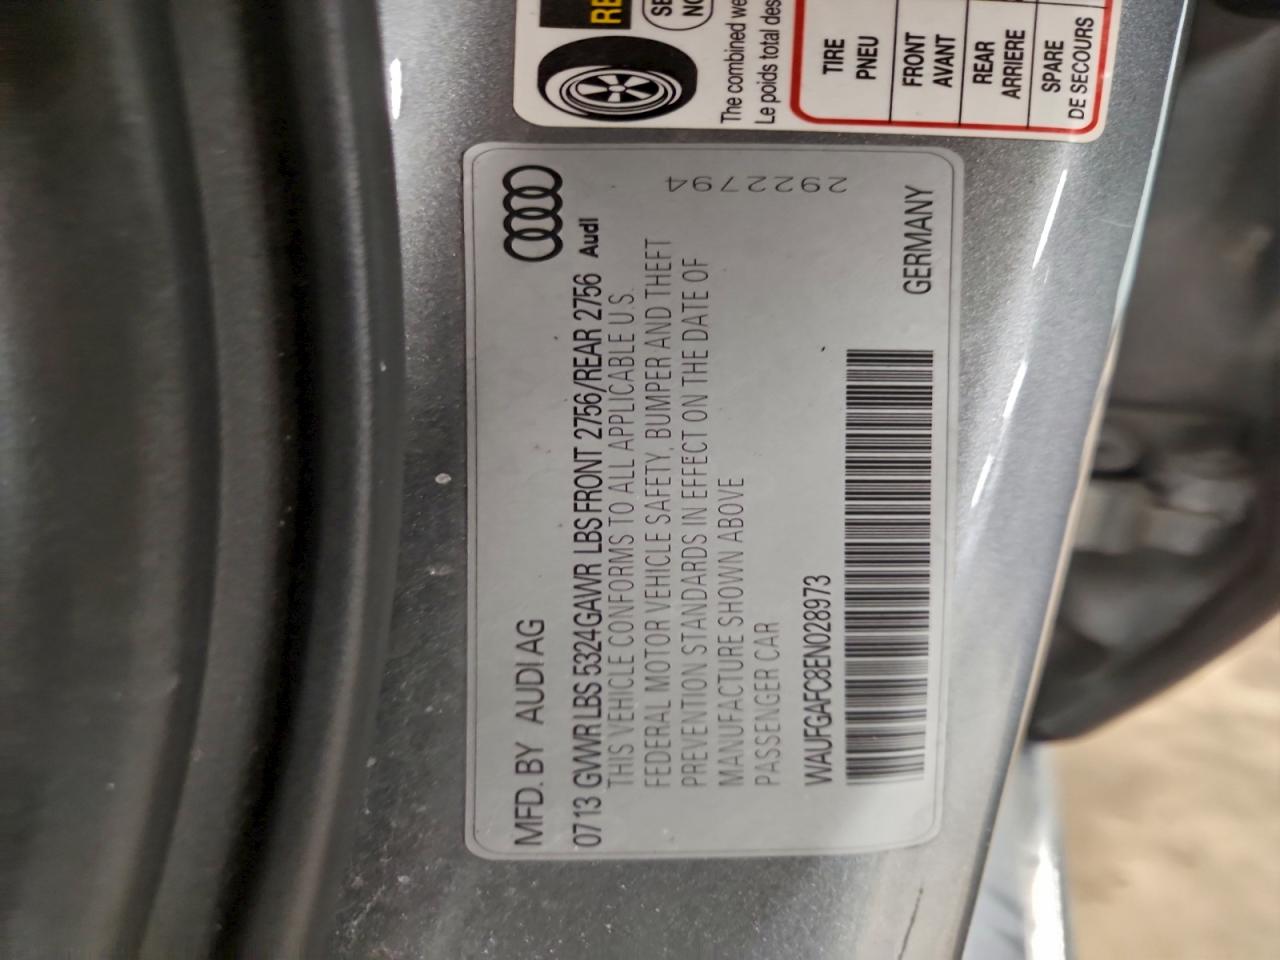 MFD. BY AUDI AG
0713 GVWR LBS 5324 GAWR LBS FRONT 2756/REAR 2756 Audi
THIS VEHICLE CONFORMS TO ALL APPLICABLE U.S.
FEDERAL MOTOR VEHICLE SAFETY, BUMPER AND THEFT
PREVENTION STANDARDS IN EFFECT ON THE DATE OF
MANUFACTURE SHOWN ABOVE
PASSENGER CAR
WAUFGAFC8EN028973
GERMANY
2922794
RE
SE
NO
The combined we
Le poids total des
TIRE
PNEU
FRONT
AVANT
REAR
ARRIERE
SPARE
DE SECOURS